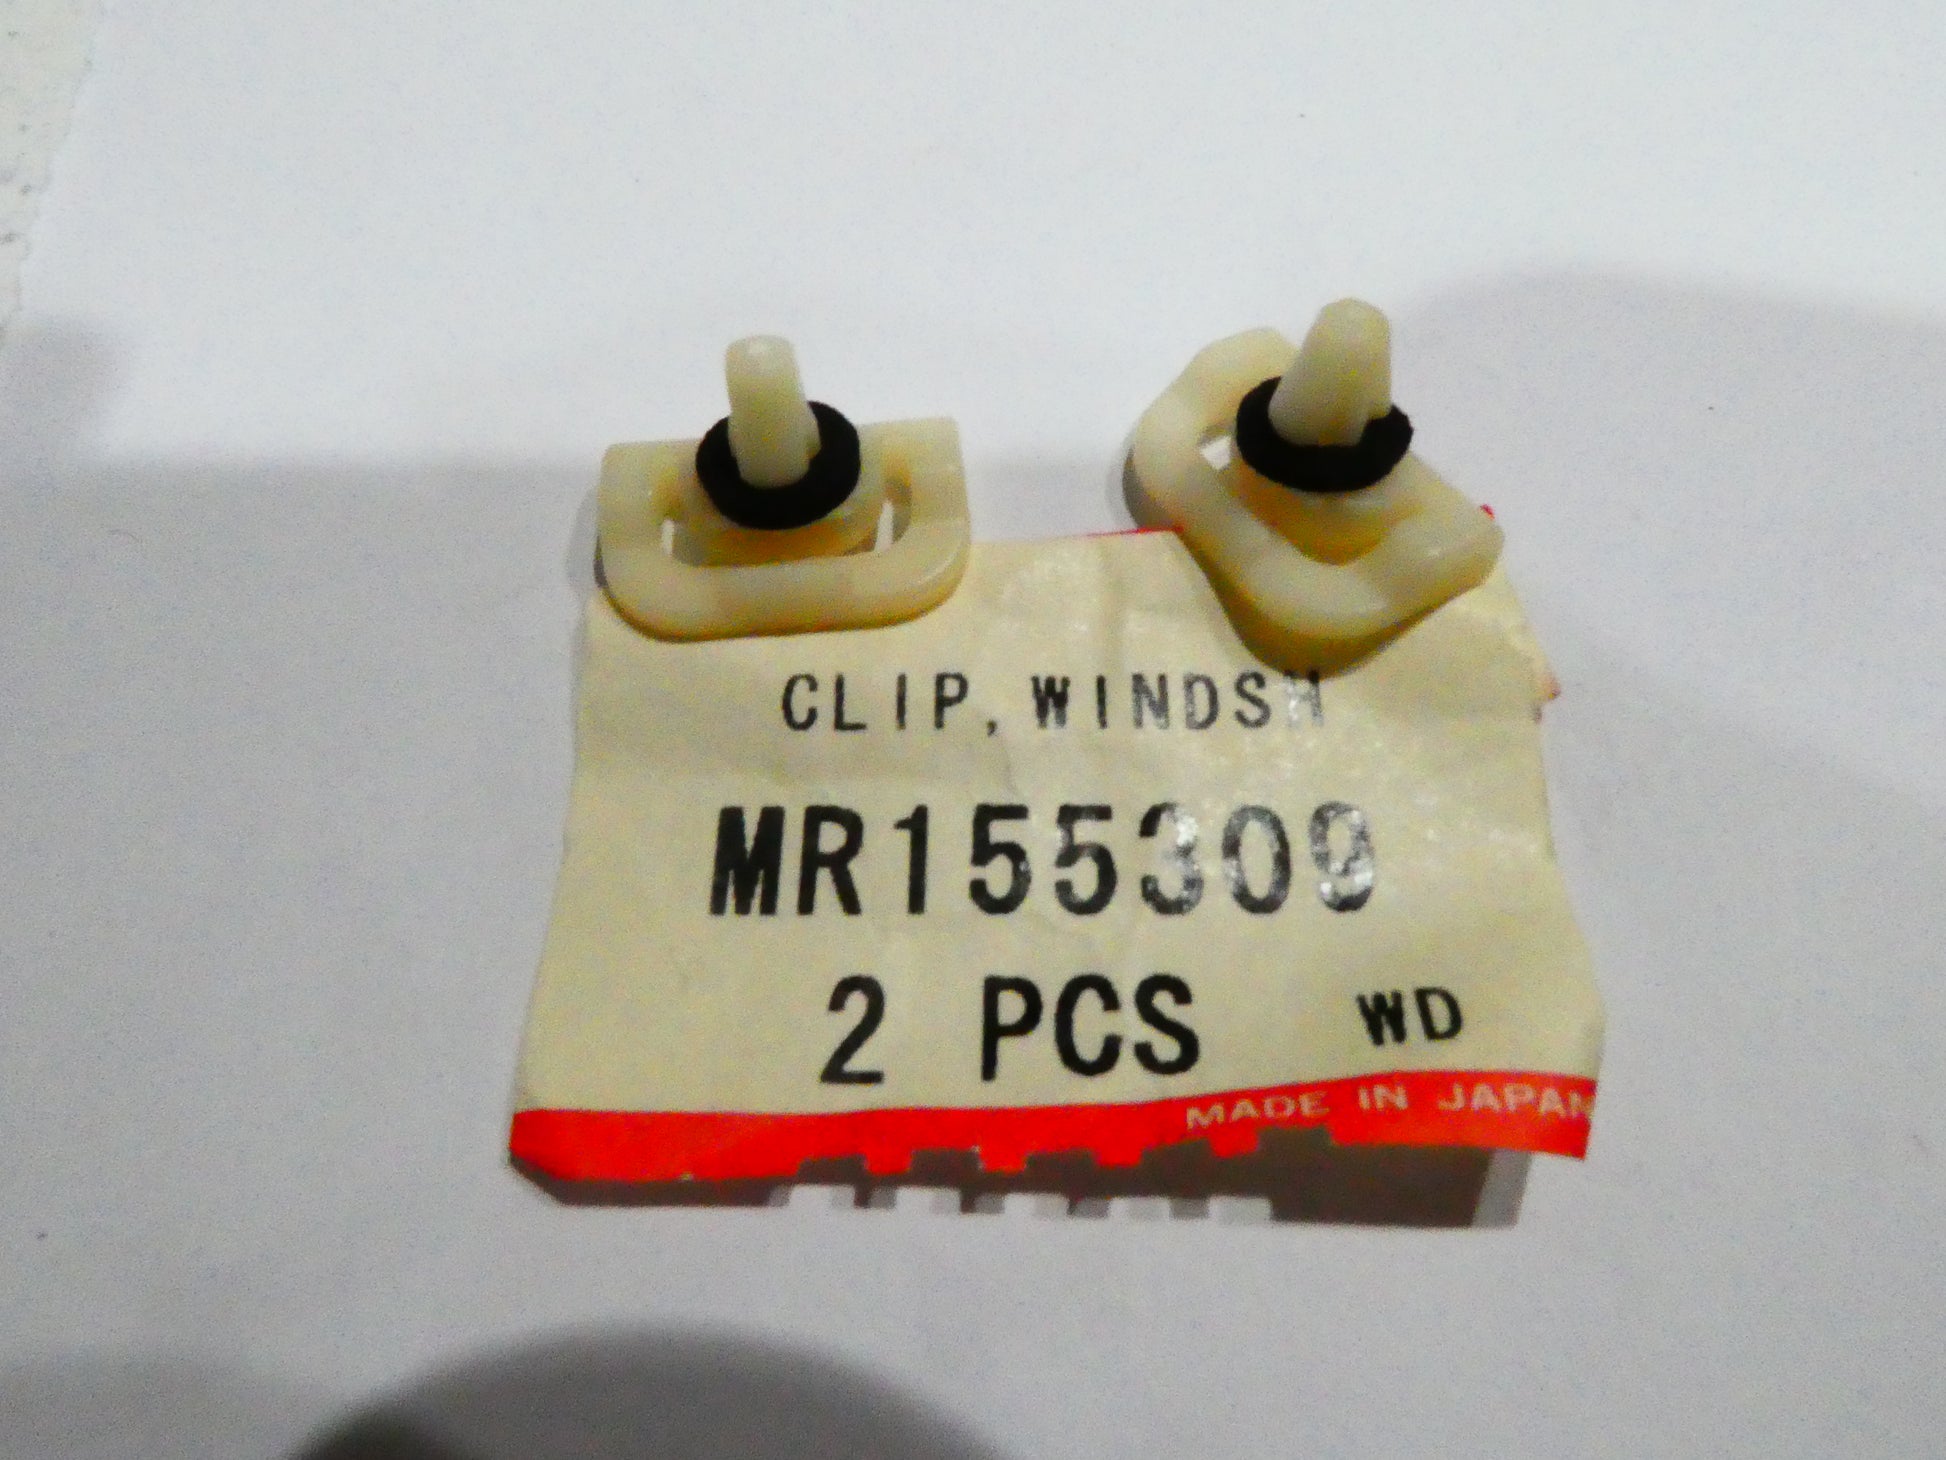 CLIP, WINDSH
MR155309
2 PCS WD
MADE IN JAPAN